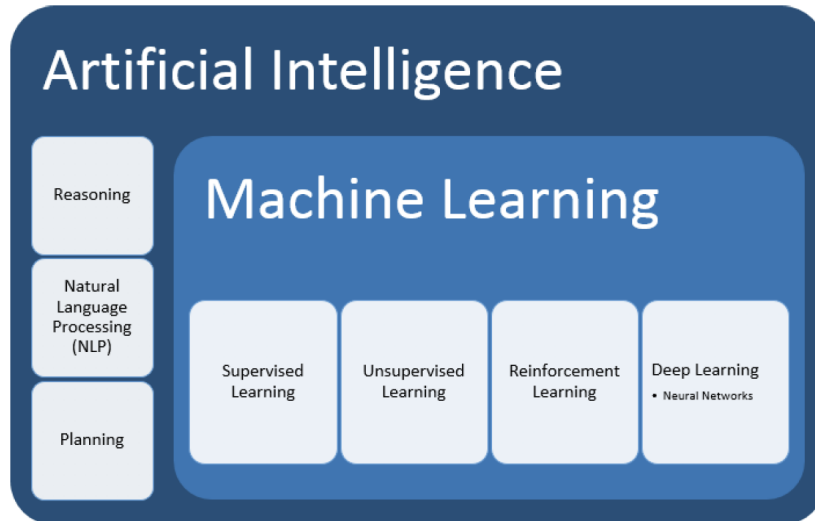 Artificial Intelligence
Reasoning
Natural
Language
Processing
(NLP)
Planning
Machine Learning
Supervised
Learning
Unsupervised
Learning
Reinforcement
Learning
Deep Learning
• Neural Networks